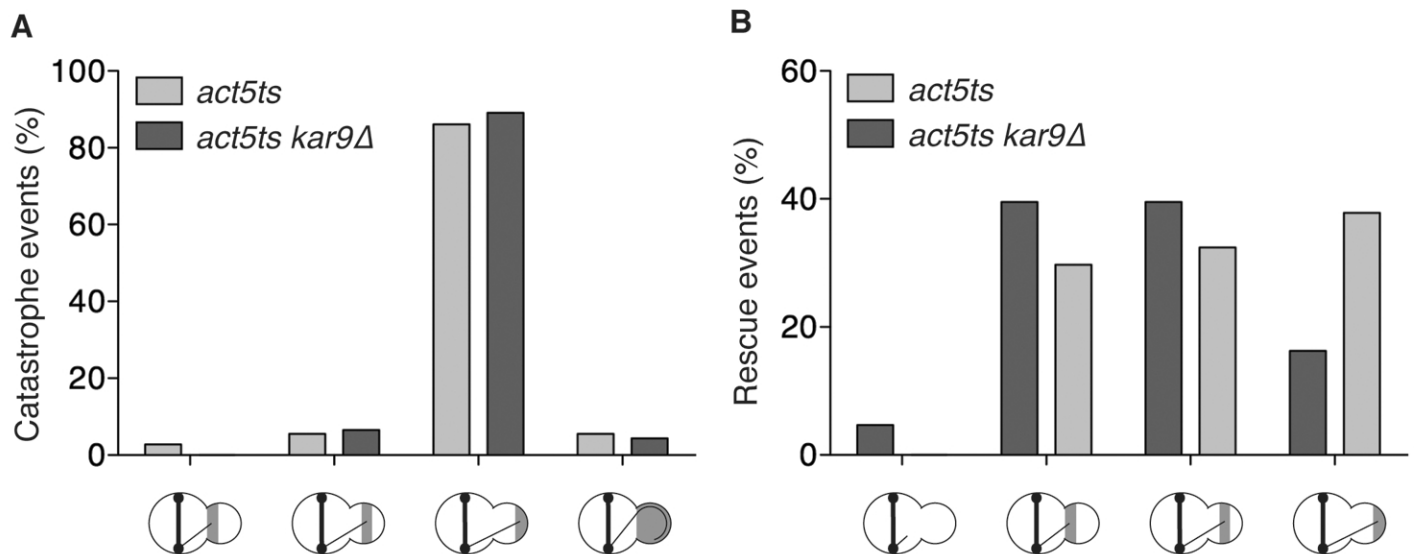 A
Catastrophe events (%)
100
80
60
40
20
0
act5ts
act5ts kar9Δ
B
Rescue events (%)
60
40
20
0
act5ts
act5ts kar9Δ